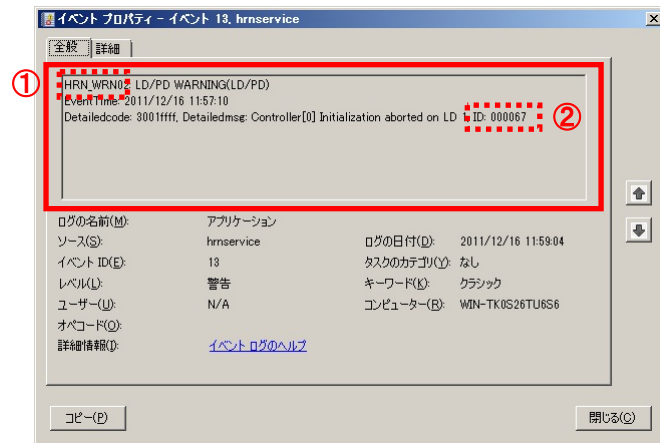 イベント プロパティ - イベント 13, hrnservice
全般 詳細
①
HRN_WRN02: LD/PD WARNING(LD/PD)
EventTime: 2011/12/16 11:57:10
Detailedcode: 3001ffff, Detailedmsg: Controller[0] Initialization aborted on LD 1, ID: 000067
②
ログの名前(M): アプリケーション
ソース(S): hrnservice ログの日付(D): 2011/12/16 11:59:04
イベント ID(E): 13 タスクのカテゴリ(Y): なし
レベル(L): 警告 キーワード(K): クラシック
ユーザー(U): N/A コンピューター(R): WIN-TK0S26TU6S6
オペコード(O):
詳細情報(I): イベント ログのヘルプ
コピー(P) 閉じる(C)